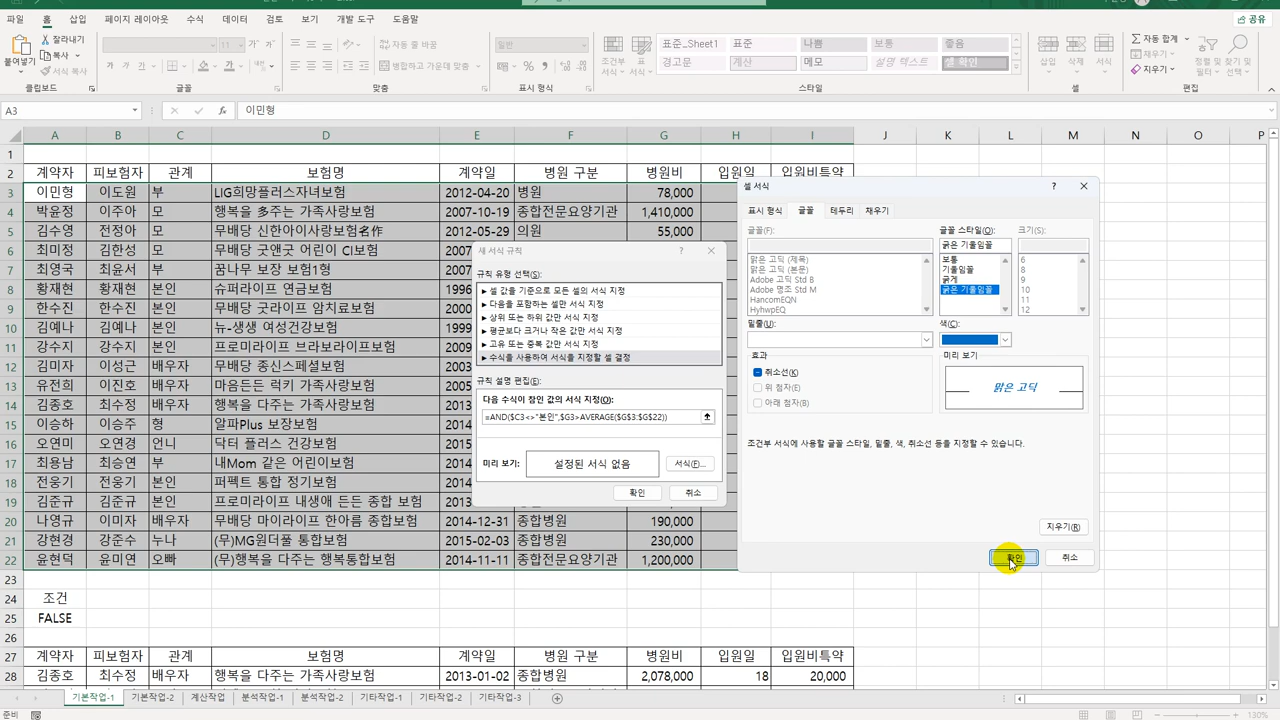 파일 홈 삽입 페이지 레이아웃 수식 데이터 검토 보기 개발 도구 도움말 공유
붙여넣기 잘라내기 복사 서식 복사 클립보드
11 가 가 글꼴
자동 줄 바꿈 병합하고 가운데 맞춤 맞춤
일반 % 표시 형식
조건부 서식 표 서식 표준_Sheet1 표준 나쁨 보통 좋음
경고문 계산 메모 설명 텍스트 셀 확인 스타일
삽입 삭제 서식 셀
자동 합계 채우기 지우기 정렬 및 필터 찾기 및 선택 편집
A3 fx 이민형
A B C D E F G H I J K L M N O P
1
2 계약자 피보험자 관계 보험명 계약일 병원 구분 병원비 입원일 입원비특약
3 이민형 이도원 부 LIG희망플러스자녀보험 2012-04-20 병원 78,000
4 박윤정 이주아 모 행복을 多주는 가족사랑보험 2007-10-19 종합전문요양기관 1,410,000
5 김수영 전정아 모 무배당 신한아이사랑보험名作 2012-05-29 의원 55,000
6 최미정 김한성 모 무배당 굿앤굿 어린이 CI보험
7 최영국 최윤서 부 꿈나무 보장 보험1형
8 황재현 황재현 본인 슈퍼라이프 연금보험 1996
9 한수진 한수진 본인 무배당 굿라이프 암치료보험
10 김예나 김예나 본인 뉴-생생 여성건강보험 1999
11 강수지 강수지 본인 프로미라이프 브라보라이프
12 김미자 이성근 배우자 무배당 종신스페셜보험
13 유전희 이진호 배우자 마음든든 럭키 가족사랑보험
14 김종호 최수정 배우자 행복을 다주는 가족사랑보험
15 이승하 오승하 형 알파Plus 보장보험
16 오연미 오연경 언니 닥터 플러스 건강보험
17 최용남 최승연 부 내Mom 같은 어린이보험
18 전웅기 전웅기 본인 퍼펙트 통합 정기보험
19 김준규 김준규 본인 프로미라이프 내생애 든든 종합 보험
20 나영규 이미자 배우자 무배당 마이라이프 한아름 종합보험 2014-12-31 종합병원 190,000
21 강현경 강준수 누나 (무)MG원더풀 통합보험 2015-02-03 종합병원 230,000
22 윤현덕 윤미연 오빠 (무)행복을 다주는 행복통합보험 2014-11-11 종합전문요양기관 1,200,000
23
24 조건
25 FALSE
26
27 계약자 피보험자 관계 보험명 계약일 병원 구분 병원비 입원일 입원비특약
28 김종호 최수정 배우자 행복을 다주는 가족사랑보험 2013-01-02 종합병원 2,078,000 18 20,000
새 서식 규칙 ?
규칙 유형 선택(S):
► 셀 값을 기준으로 모든 셀의 서식 지정
► 다음을 포함하는 셀만 서식 지정
► 상위 또는 하위 값만 서식 지정
► 평균보다 크거나 작은 값만 서식 지정
► 고유 또는 중복 값만 서식 지정
► 수식을 사용하여 서식을 지정할 셀 결정
규칙 설명 편집(E):
다음 수식이 참인 값의 서식 지정(O):
=AND($C3<>"본인",$G3>AVERAGE($G$3:$G$22))
미리 보기: 설정된 서식 없음 서식(F)...
확인 취소
셀 서식 ?
표시 형식 글꼴 테두리 채우기
글꼴(F): 글꼴 스타일(O): 크기(S):
굵은 기울임꼴
맑은 고딕 (제목) 보통 6
맑은 고딕 (본문) 기울임꼴 8
Adobe 고딕 Std B 굵게 9
Adobe 명조 Std M 굵은 기울임꼴 10
HancomEQN 11
HyhwpEQ 12
밑줄(U): 색(C):
효과 미리 보기
취소선(K)
위 첨자(E)
아래 첨자(B)
맑은 고딕
조건부 서식에 사용할 글꼴 스타일, 밑줄, 색, 취소선 등을 지정할 수 있습니다.
지우기(R)
확인 취소
기본작업-1 기본작업-2 계산작업 분석작업-1 분석작업-2 기타작업-1 기타작업-2 기타작업-3
준비 130%